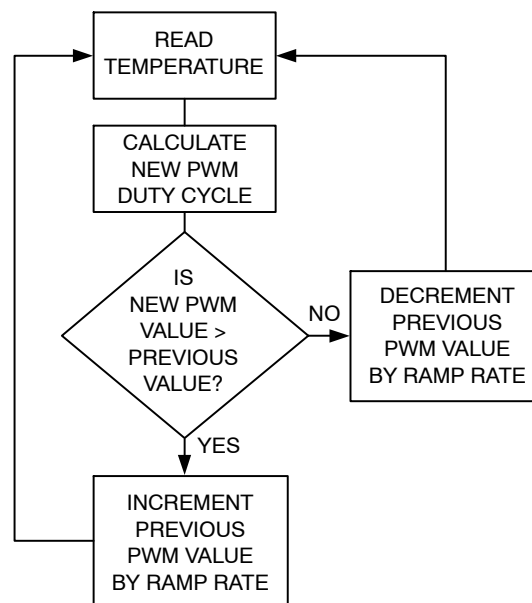 READ
TEMPERATURE
CALCULATE
NEW PWM
DUTY CYCLE
IS
NEW PWM
VALUE >
PREVIOUS
VALUE?
NO
DECREMENT
PREVIOUS
PWM VALUE
BY RAMP RATE
YES
INCREMENT
PREVIOUS
PWM VALUE
BY RAMP RATE